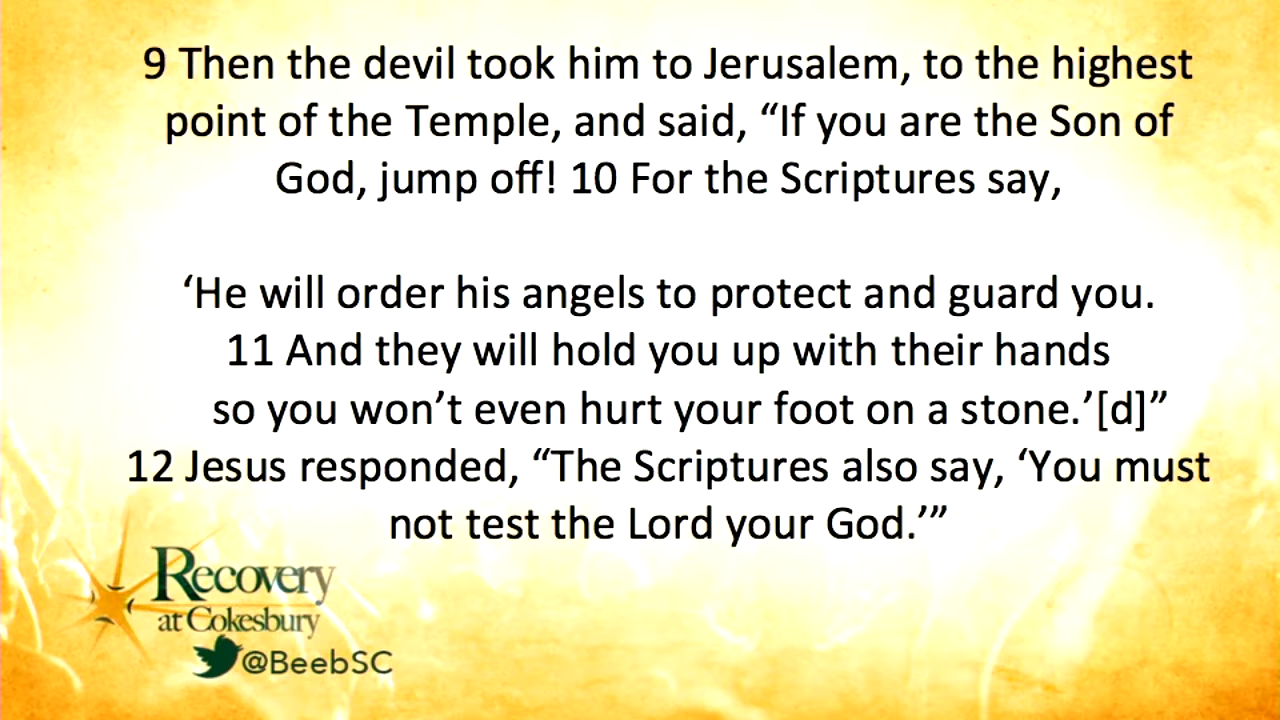 9 Then the devil took him to Jerusalem, to the highest
point of the Temple, and said, “If you are the Son of
God, jump off! 10 For the Scriptures say,
‘He will order his angels to protect and guard you.
11 And they will hold you up with their hands
so you won’t even hurt your foot on a stone.’[d]”
12 Jesus responded, “The Scriptures also say, ‘You must
not test the Lord your God.’”
Recovery
at Cokesbury
@BeebSC